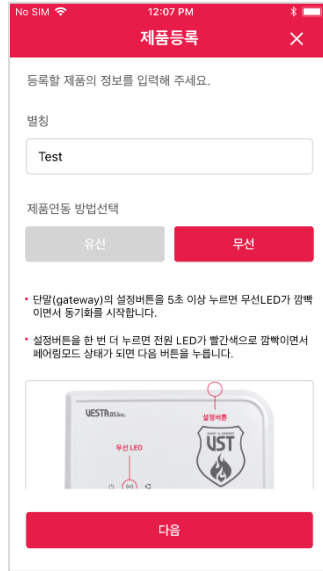 No SIM 12:07 PM
제품등록
등록할 제품의 정보를 입력해 주세요.
별칭
Test
제품연동 방법선택
유선 무선
• 단말(gateway)의 설정버튼을 5초 이상 누르면 무선LED가 깜빡
이면서 동기화를 시작합니다.
• 설정버튼을 한 번 더 누르면 전원 LED가 빨간색으로 깜빡이면서
페어링모드 상태가 되면 다음 버튼을 누릅니다.
VESTADS.Inc.
설정버튼
무선 LED
VST
다음